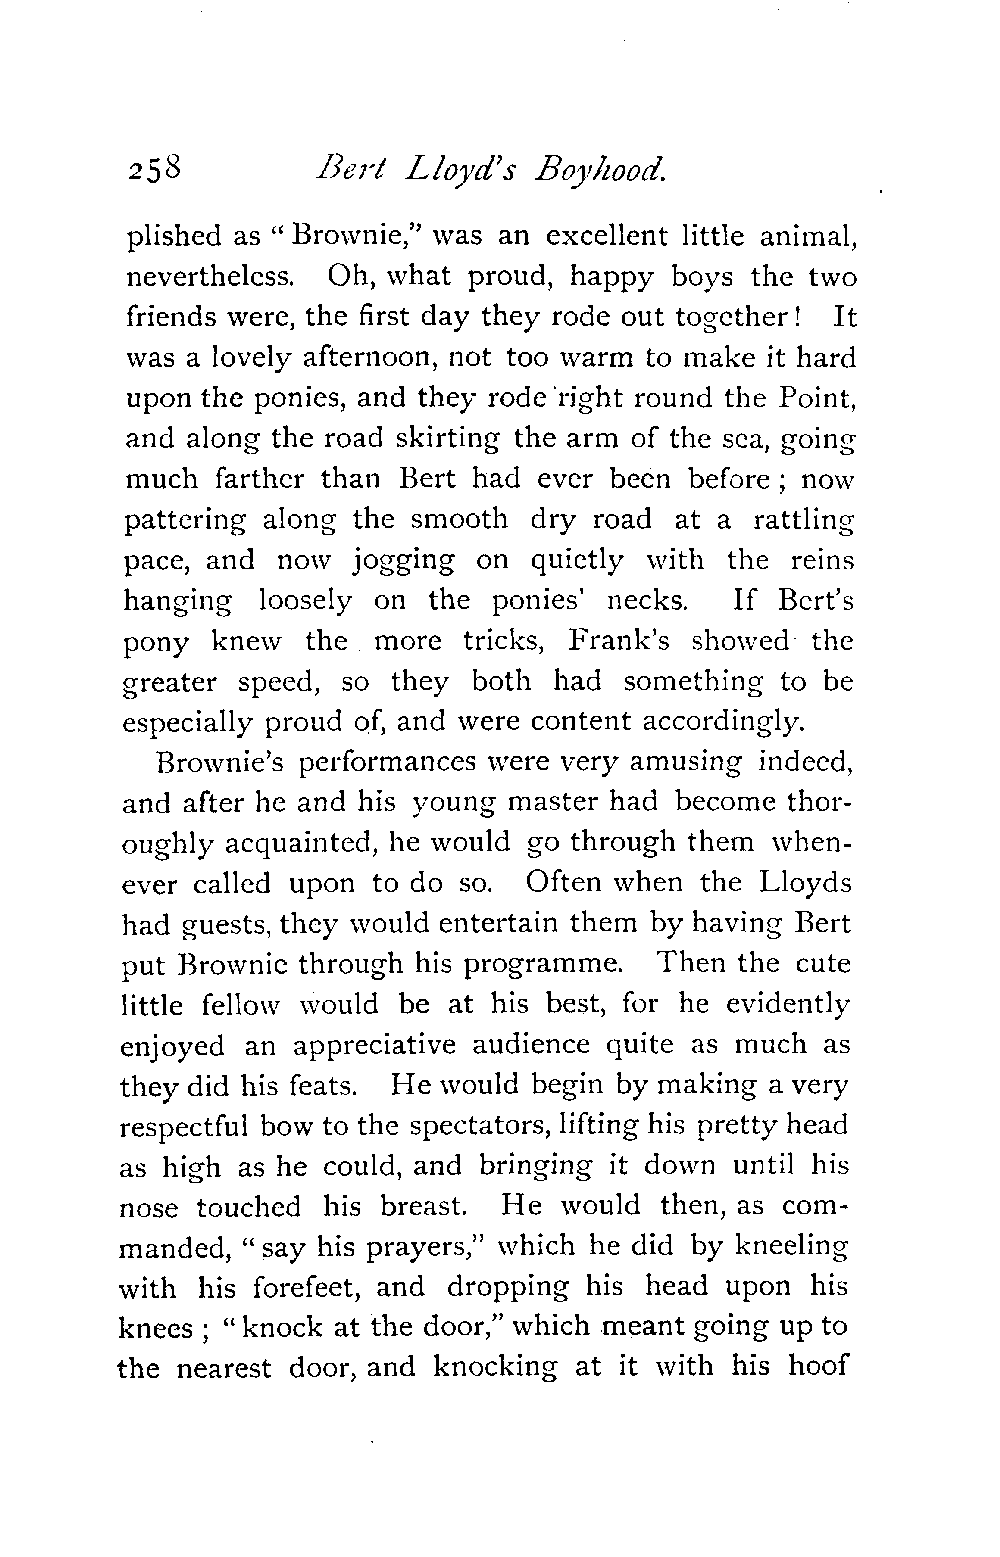 258 Bert Lloyd's Boyhood.
plished as " Brownie," was an excellent little animal,
nevertheless. Oh, what proud, happy boys the two
friends were, the first day they rode out together! It
was a lovely afternoon, not too warm to make it hard
upon the ponies, and they rode right round the Point,
and along the road skirting the arm of the sea, going
much farther than Bert had ever been before ; now
pattering along the smooth dry road at a rattling
pace, and now jogging on quietly with the reins
hanging loosely on the ponies' necks. If Bert's
pony knew the more tricks, Frank's showed the
greater speed, so they both had something to be
especially proud of, and were content accordingly.
Brownie's performances were very amusing indeed,
and after he and his young master had become thor-
oughly acquainted, he would go through them when-
ever called upon to do so. Often when the Lloyds
had guests, they would entertain them by having Bert
put Brownie through his programme. Then the cute
little fellow would be at his best, for he evidently
enjoyed an appreciative audience quite as much as
they did his feats. He would begin by making a very
respectful bow to the spectators, lifting his pretty head
as high as he could, and bringing it down until his
nose touched his breast. He would then, as com-
manded, " say his prayers," which he did by kneeling
with his forefeet, and dropping his head upon his
knees ; " knock at the door," which meant going up to
the nearest door, and knocking at it with his hoof